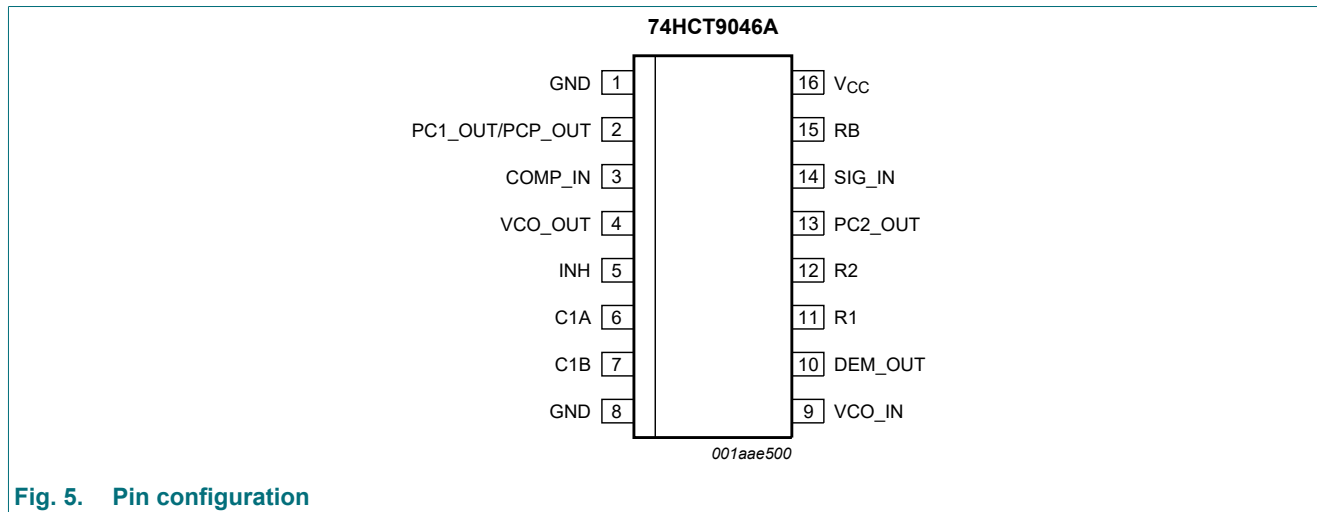 74HCT9046A
GND 1
16 VCC
PC1_OUT/PCP_OUT 2
15 RB
COMP_IN 3
14 SIG_IN
VCO_OUT 4
13 PC2_OUT
INH 5
12 R2
C1A 6
11 R1
C1B 7
10 DEM_OUT
GND 8
9 VCO_IN
001aae500
Fig. 5. Pin configuration